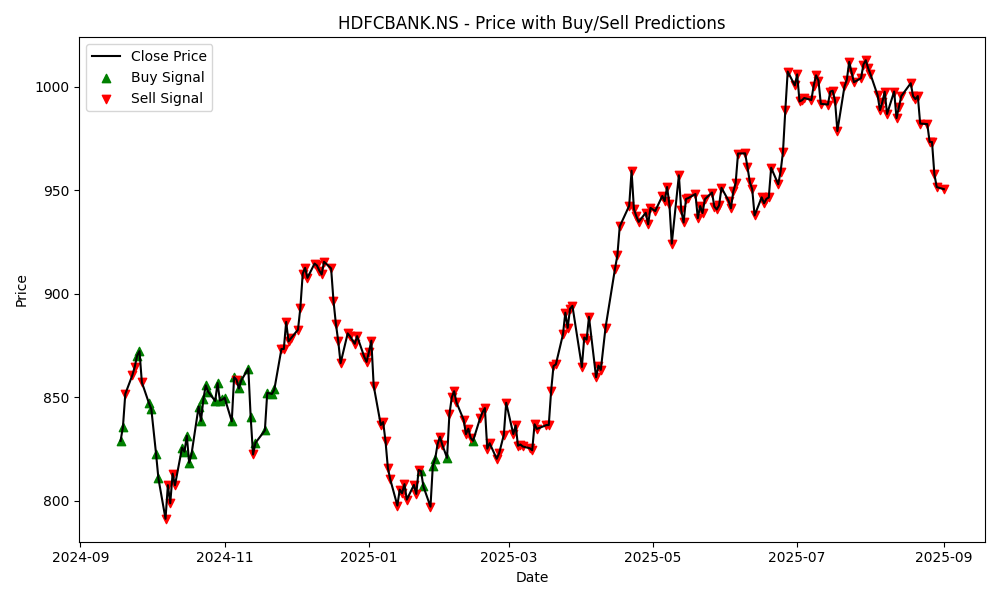 HDFCBANK.NS - Price with Buy/Sell Predictions
Close Price
Buy Signal
Sell Signal
Price
1000
950
900
850
800
2024-09
2024-11
2025-01
2025-03
2025-05
2025-07
2025-09
Date